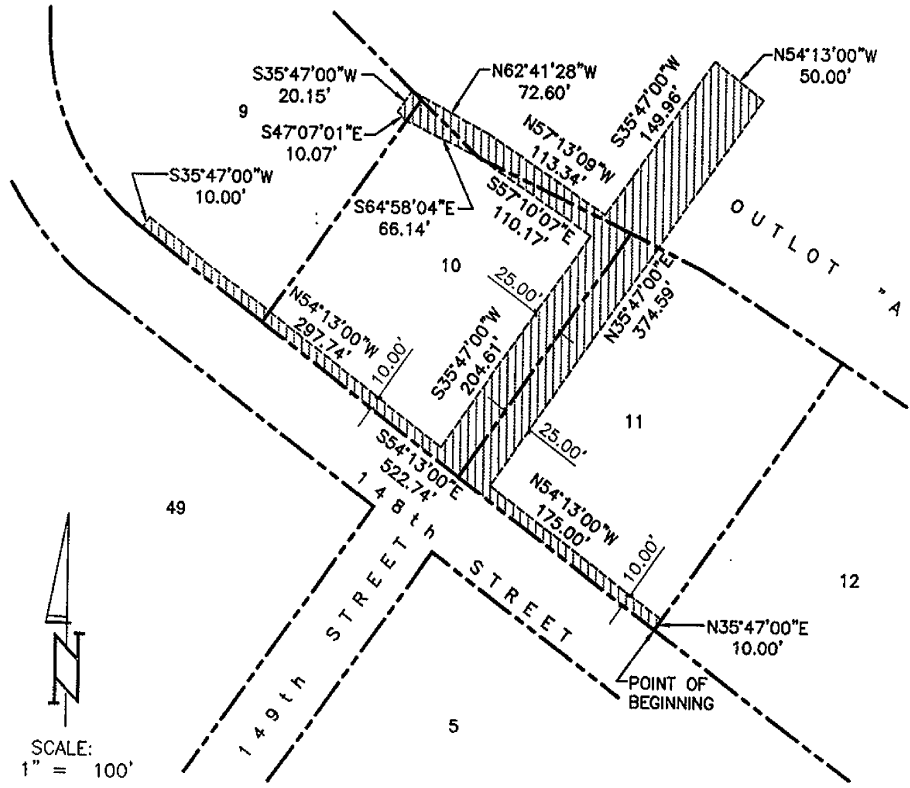 N54°13'00"W
50.00'
S35°47'00"W
20.15'
N62°41'28"W
72.60'
S35°47'00"W
149.96'
9
S47°07'01"E
10.07'
N57°13'09"W
113.34'
S35°47'00"W
10.00'
S64°58'04"E
66.14'
S57°10'07"E
110.17'
OUTLOT "A
10
25.00'
N35°47'00"E
374.59'
N54°13'00"W
297.74'
10.00'
S35°47'00"W
204.61'
11
25.00'
S54°13'00"E
522.74'
148th STREET
49
N54°13'00"W
175.00'
10.00'
12
149th STREET
N35°47'00"E
10.00'
POINT OF
BEGINNING
N
5
SCALE:
1" = 100'